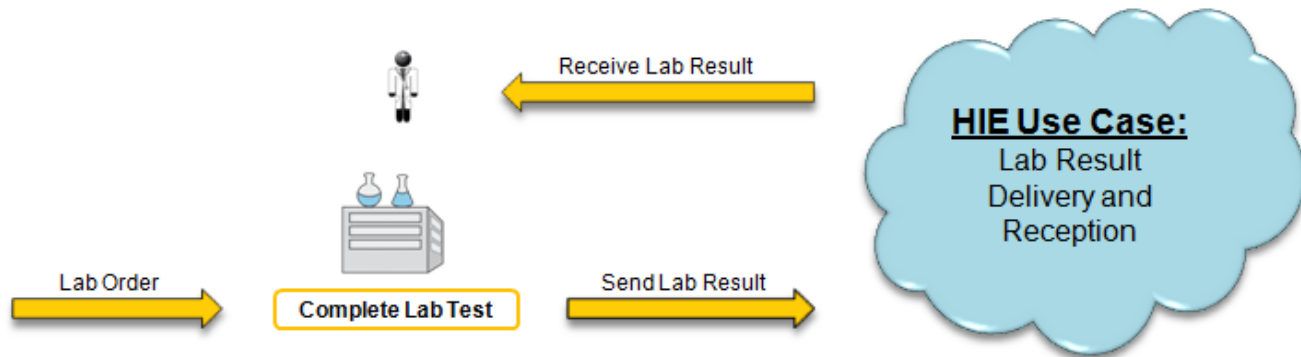 Receive Lab Result
HIE Use Case:
Lab Result
Delivery and
Reception
Lab Order
Complete Lab Test
Send Lab Result